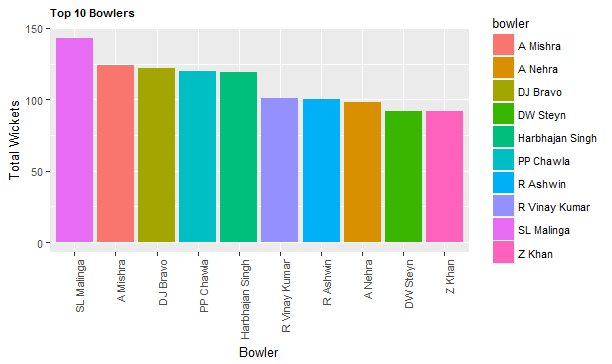 Top 10 Bowlers
Total Wickets
150
100
50
0
SL Malinga
A Mishra
DJ Bravo
PP Chawla
Harbhajan Singh
R Vinay Kumar
R Ashwin
A Nehra
DW Steyn
Z Khan
Bowler
bowler
A Mishra
A Nehra
DJ Bravo
DW Steyn
Harbhajan Singh
PP Chawla
R Ashwin
R Vinay Kumar
SL Malinga
Z Khan